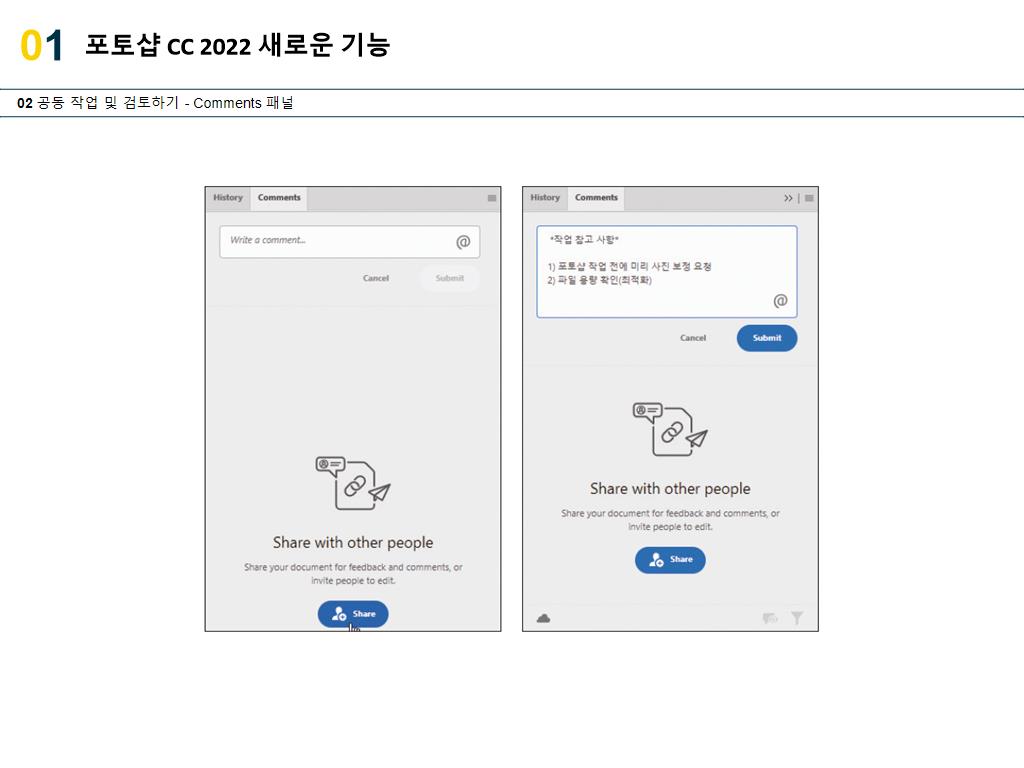 01 포토샵 CC 2022 새로운 기능
02 공동 작업 및 검토하기 - Comments 패널
History Comments
Write a comment... @
Cancel Submit
Share with other people
Share your document for feedback and comments, or
invite people to edit.
Share
History Comments
*작업 참고 사항*
1) 포토샵 작업 전에 미리 사진 보정 요청
2) 파일 용량 확인(최적화)
@
Cancel Submit
Share with other people
Share your document for feedback and comments, or
invite people to edit.
Share